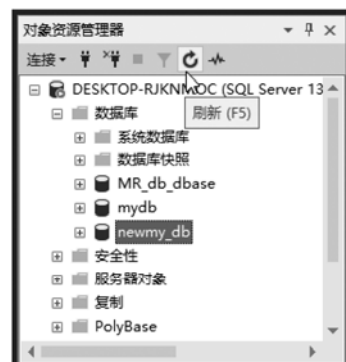 对象资源管理器
连接
DESKTOP-RJKNMOC (SQL Server 13
刷新 (F5)
数据库
系统数据库
数据库快照
MR_db_dbase
mydb
newmy_db
安全性
服务器对象
复制
PolyBase